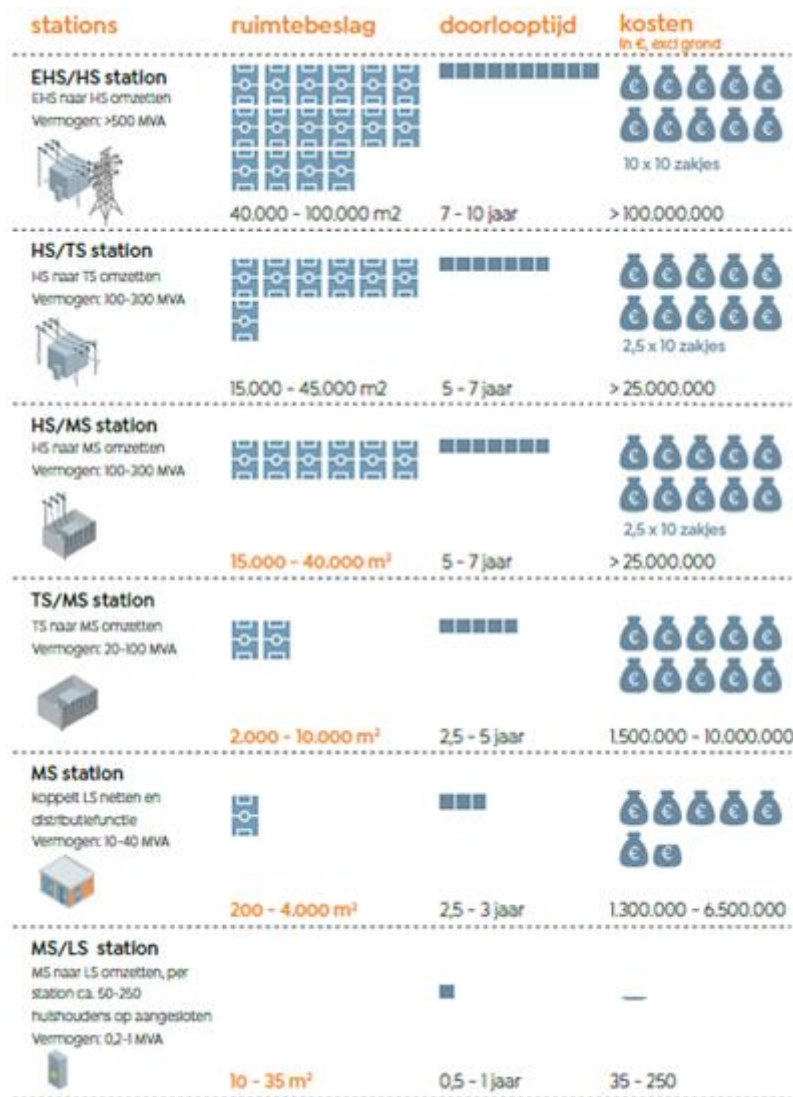 stations ruimtebeslag doorlooptijd kosten
in €, excl grond
EHS/HS station
EHS naar HS omzetten
Vermogen: >500 MVA
10 x 10 zakjes
40.000 - 100.000 m2 7 - 10 jaar > 100.000.000
HS/TS station
HS naar TS omzetten
Vermogen: 100-300 MVA
2,5 x 10 zakjes
15.000 - 45.000 m2 5 - 7 jaar > 25.000.000
HS/MS station
HS naar MS omzetten
Vermogen: 100-300 MVA
2,5 x 10 zakjes
15.000 - 40.000 m² 5 - 7 jaar > 25.000.000
TS/MS station
TS naar MS omzetten
Vermogen: 20-100 MVA
2.000 - 10.000 m² 2,5 - 5 jaar 1.500.000 - 10.000.000
MS station
koppelt LS netten en
distributiefunctie
Vermogen: 10-40 MVA
200 - 4.000 m² 2,5 - 3 jaar 1.300.000 - 6.500.000
MS/LS station
MS naar LS omzetten, per
station ca. 50-250
huishoudens op aangesloten
Vermogen: 0,2-1 MVA
10 - 35 m² 0,5 - 1 jaar 35 - 250